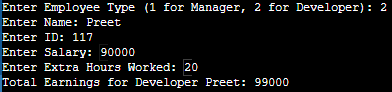 Enter Employee Type (1 for Manager, 2 for Developer): 2
Enter Name: Preet
Enter ID: 117
Enter Salary: 90000
Enter Extra Hours Worked: 20
Total Earnings for Developer Preet: 99000